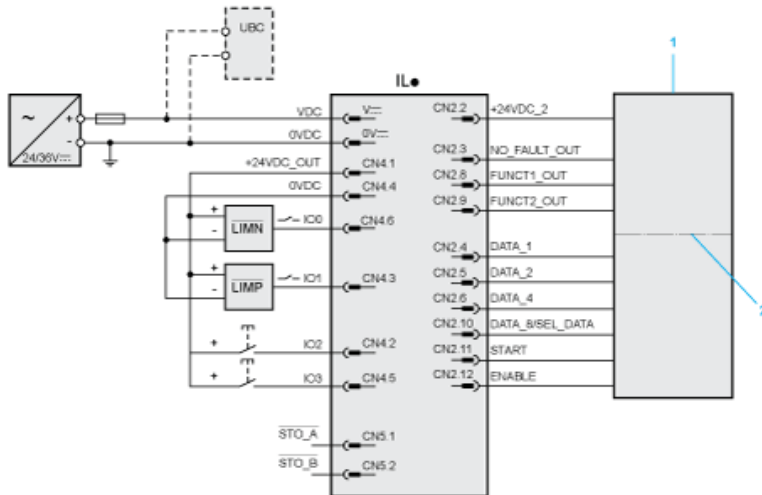 UBC
1
IL●
VDC
V⎓
CN2.2
+24VDC_2
~
+
-
24/36V⎓
0VDC
0V⎓
CN2.3
NO_FAULT_OUT
+24VDC_OUT
CN4.1
CN2.8
FUNCT1_OUT
0VDC
CN4.4
CN2.9
FUNCT2_OUT
+
-
LIMN
IO0
CN4.6
CN2.4
DATA_1
+
-
LIMP
IO1
CN4.3
CN2.5
DATA_2
CN2.6
DATA_4
2
CN2.10
DATA_8/SEL_DATA
+
IO2
CN4.2
CN2.11
START
+
IO3
CN4.5
CN2.12
ENABLE
STO_A
CN5.1
STO_B
CN5.2